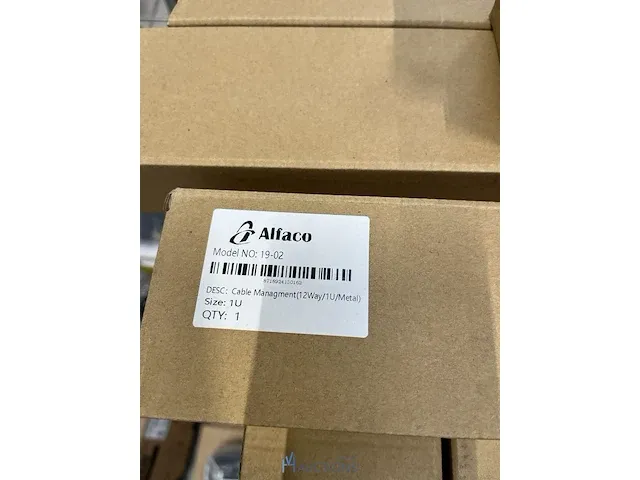 Alfaco
Model NO: 19-02
DESC: Cable Managment(12Way/1U/Metal)
Size: 1U
QTY: 1